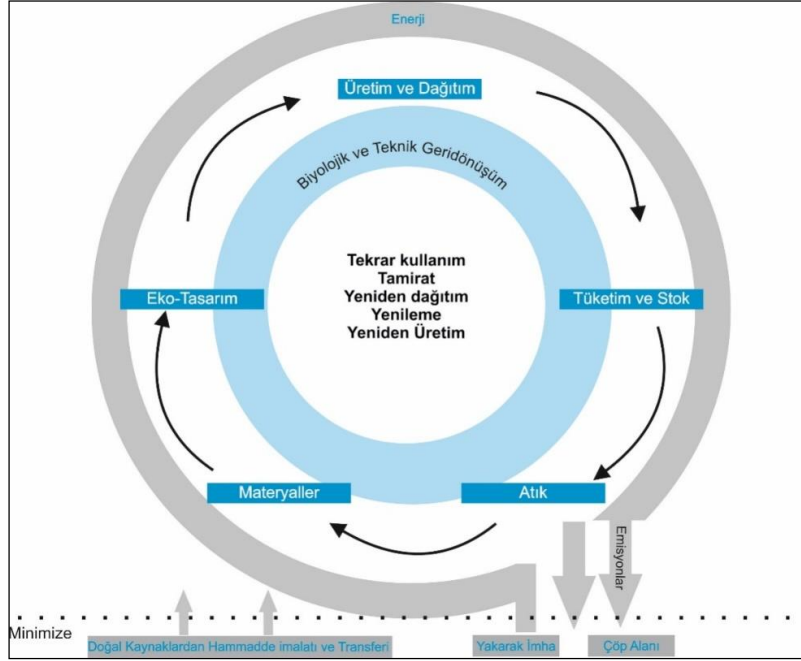 Enerji
Üretim ve Dağıtım
Biyolojik ve Teknik Geridönüşüm
Tekrar kullanım
Tamirat
Yeniden dağıtım
Yenileme
Yeniden Üretim
Eko-Tasarım
Tüketim ve Stok
Materyaller
Atık
Emisyonlar
Minimize
Doğal Kaynaklardan Hammadde imalatı ve Transferi
Yakarak İmha
Çöp Alanı